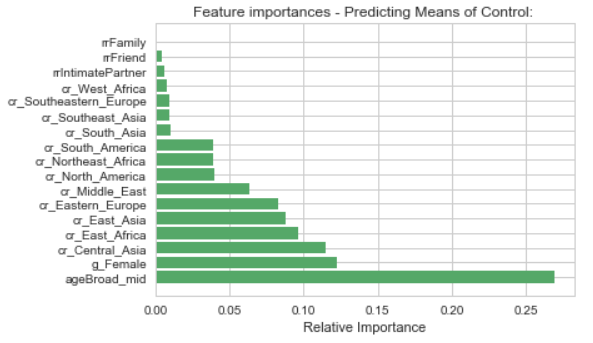 Feature importances - Predicting Means of Control:
rrFamily
rrFriend
rrIntimatePartner
cr_West_Africa
cr_Southeastern_Europe
cr_Southeast_Asia
cr_South_Asia
cr_South_America
cr_Northeast_Africa
cr_North_America
cr_Middle_East
cr_Eastern_Europe
cr_East_Asia
cr_East_Africa
cr_Central_Asia
g_Female
ageBroad_mid
0.00 0.05 0.10 0.15 0.20 0.25
Relative Importance